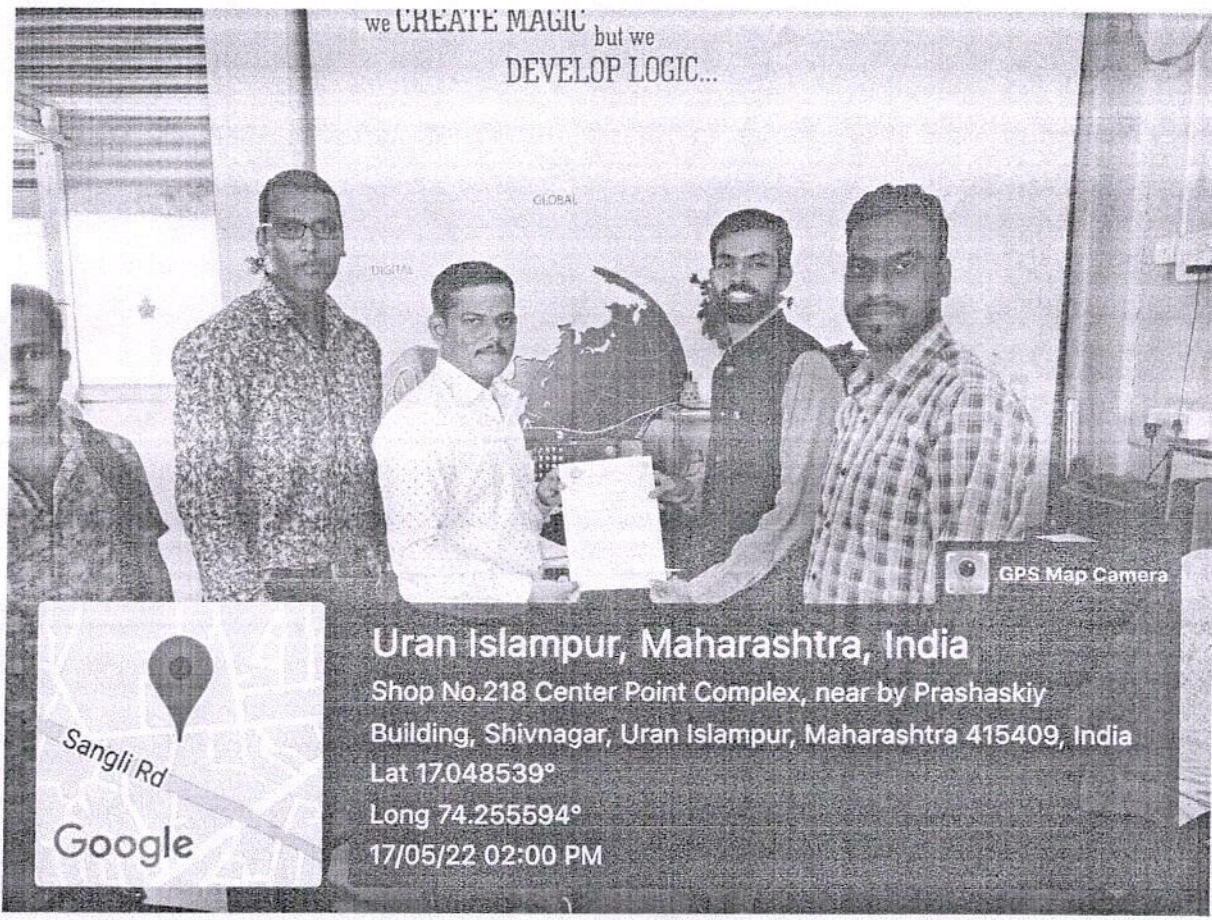 we CREATE MAGIC but we
DEVELOP LOGIC...
GLOBAL
DIGITAL
GPS Map Camera
Uran Islampur, Maharashtra, India
Shop No.218 Center Point Complex, near by Prashaskiy
Building, Shivnagar, Uran Islampur, Maharashtra 415409, India
Lat 17.048539°
Long 74.255594°
17/05/22 02:00 PM
Sangli Rd
Google